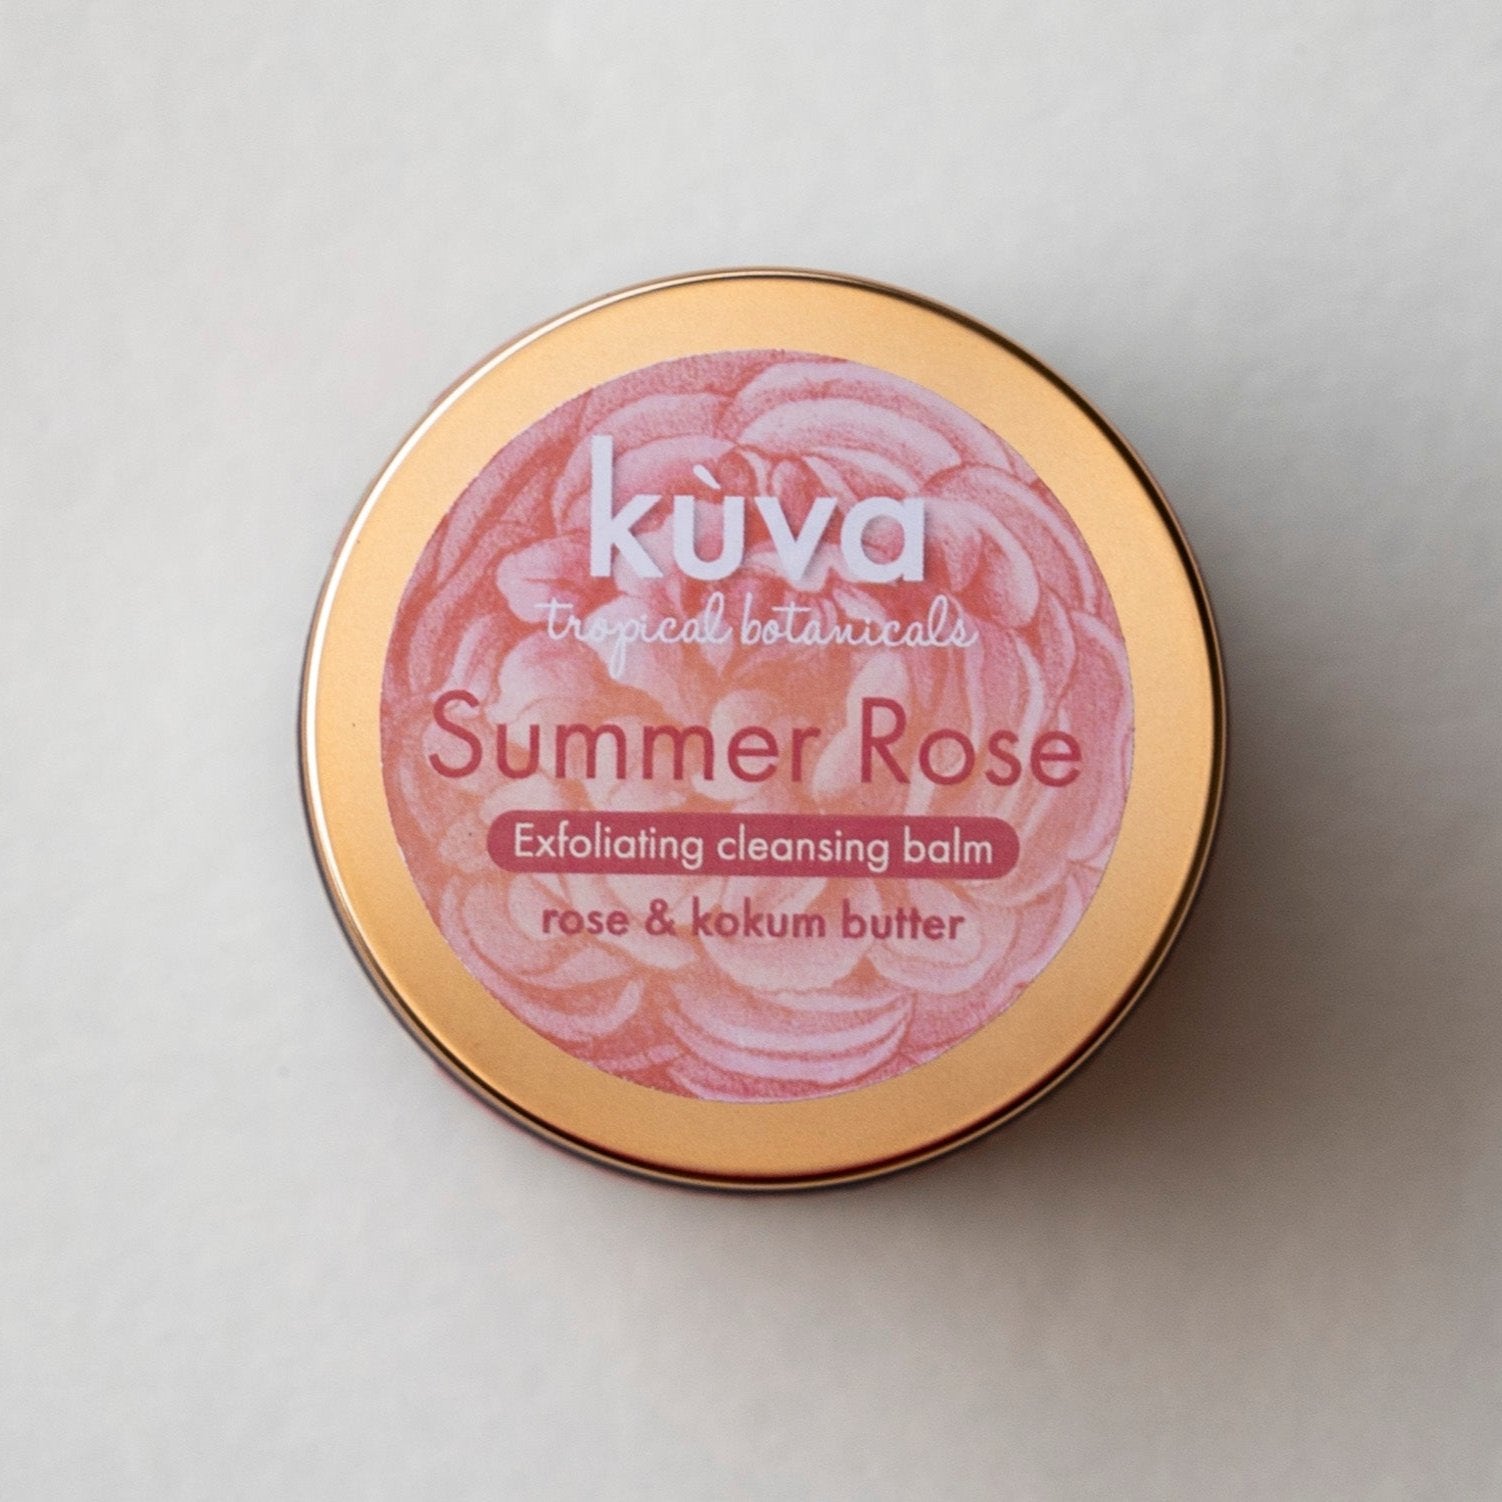 kùva
tropical botanicals
Summer Rose
Exfoliating cleansing balm
rose & kokum butter